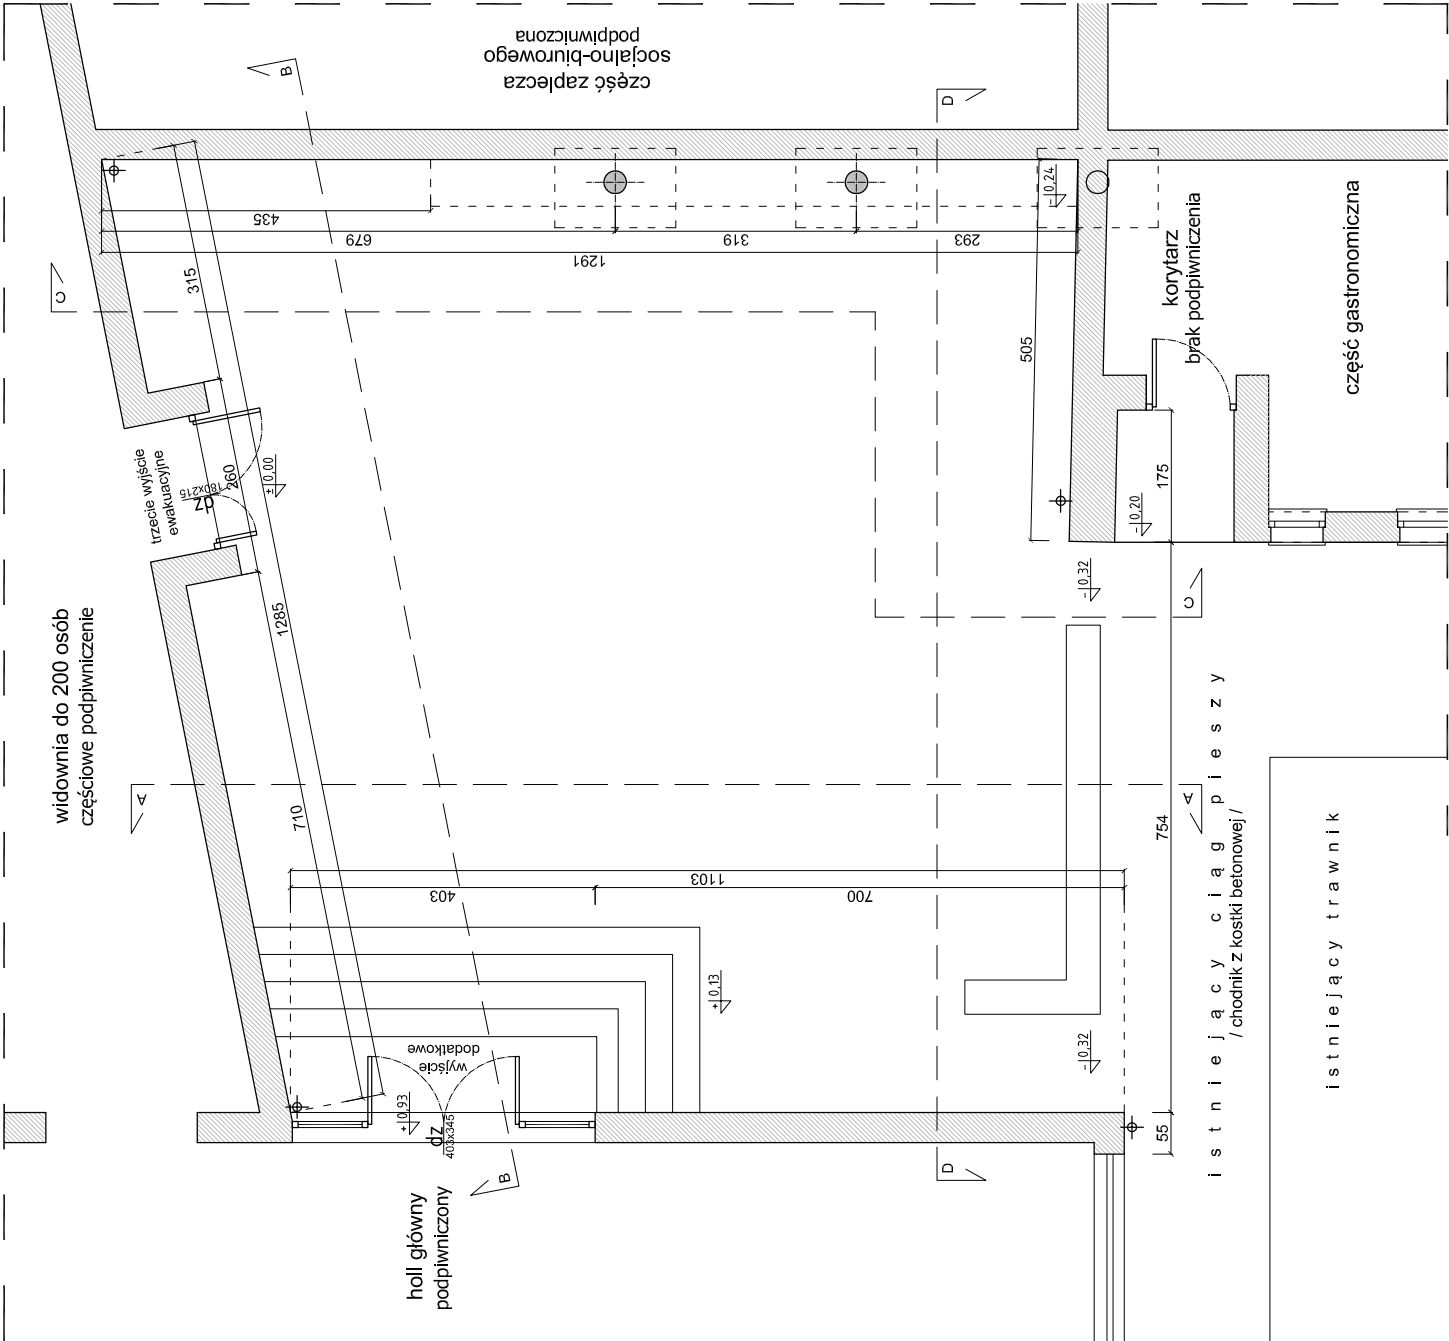 część zaplecza
socjalno-biurowego
podpiwniczona
B
D
C
435
679
319
293
1291
315
-0,24
korytarz
brak podpiwniczenia
część gastronomiczna
505
175
-0,20
trzecie wyjście
ewakuacyjne
dz
180x215
260
±0,00
1285
710
widownia do 200 osób
częściowe podpiwniczenie
A
-0,32
C
A
754
istniejący ciąg pieszy
/ chodnik z kostki betonowej /
istniejący trawnik
1103
403
700
+0,13
wyjście
dodatkowe
+0,93
dz
403x345
-0,32
55
B
D
holl główny
podpiwniczony